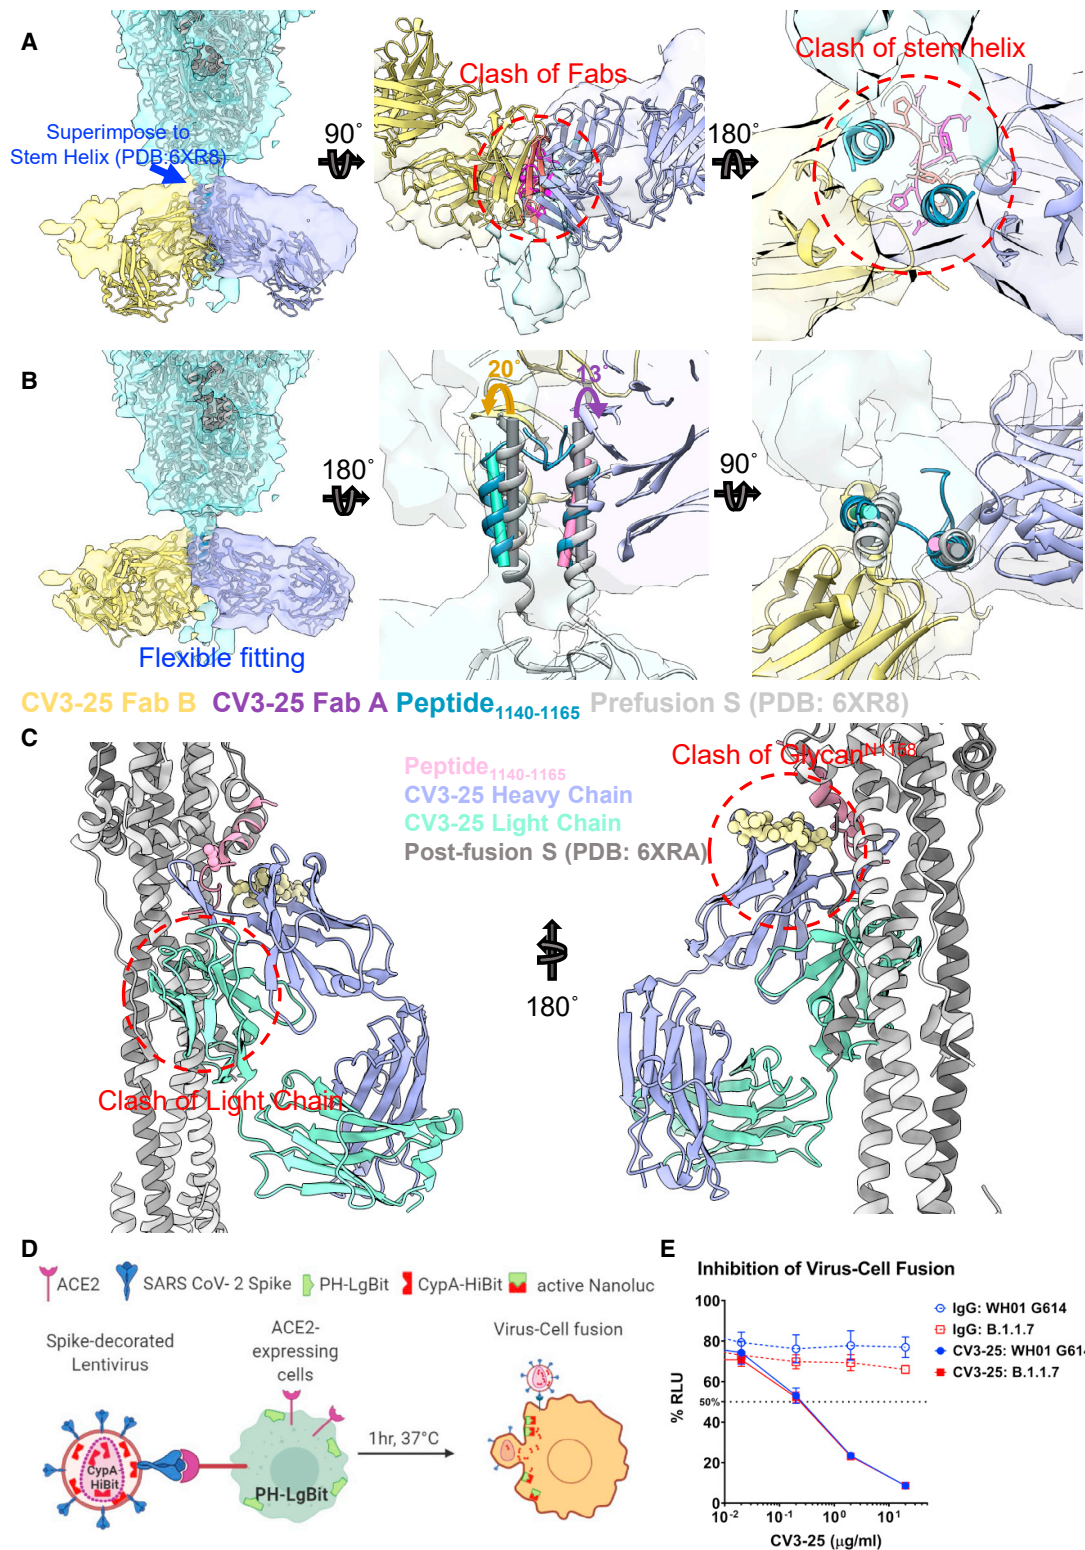 A
Superimpose to
Stem Helix (PDB:6XR8)
90°
Clash of Fabs
180°
Clash of stem helix
B
Flexible fitting
180°
20°
13°
90°
CV3-25 Fab B CV3-25 Fab A Peptide1140-1165 Prefusion S (PDB: 6XR8)
C
Clash of Light Chain
Peptide1140-1165
CV3-25 Heavy Chain
CV3-25 Light Chain
Post-fusion S (PDB: 6XRA)
180°
Clash of GlycanN1158
D
ACE2
SARS CoV- 2 Spike
PH-LgBit
CypA-HiBit
active Nanoluc
Spike-decorated
Lentivirus
ACE2-
expressing
cells
Virus-Cell fusion
CypA-
HiBit
PH-LgBit
1hr, 37°C
E
Inhibition of Virus-Cell Fusion
100
80
60
50%
40
20
0
% RLU
10-2
10-1
100
101
CV3-25 (µg/ml)
IgG: WH01 G614
IgG: B.1.1.7
CV3-25: WH01 G614
CV3-25: B.1.1.7